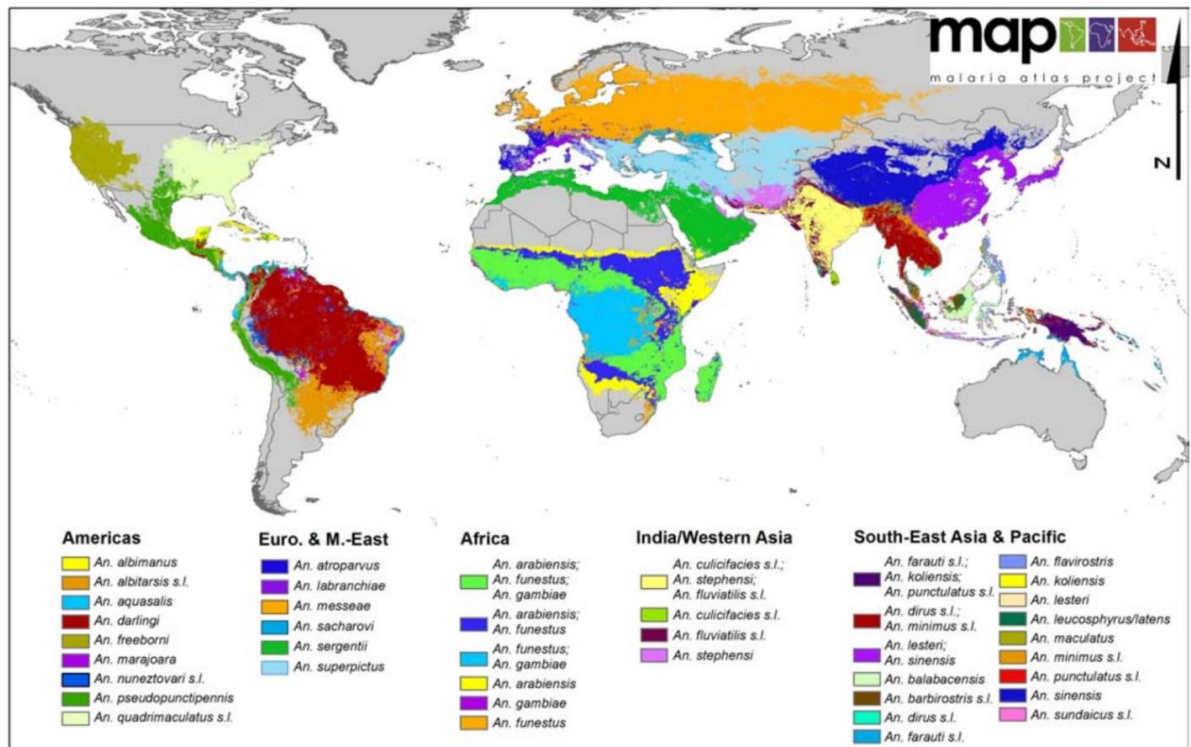 map
malaria atlas project
N
Americas
An. albimanus
An. albitarsis s.l.
An. aquasalis
An. darlingi
An. freeborni
An. marajoara
An. nuneztovari s.l.
An. pseudopunctipennis
An. quadrimaculatus s.l.
Euro. & M.-East
An. atroparvus
An. labranchiae
An. messeae
An. sacharovi
An. sergentii
An. superpictus
Africa
An. arabiensis;
An. funestus;
An. gambiae
An. arabiensis;
An. funestus
An. funestus;
An. gambiae
An. arabiensis
An. gambiae
An. funestus
India/Western Asia
An. culicifacies s.l.;
An. stephensi;
An. fluviatilis s.l.
An. culicifacies s.l.
An. fluviatilis s.l.
An. stephensi
South-East Asia & Pacific
An. farauti s.l.;
An. koliensis;
An. punctulatus s.l.
An. dirus s.l.;
An. minimus s.l.
An. lesteri;
An. sinensis
An. balabacensis
An. barbirostris s.l.
An. dirus s.l.
An. farauti s.l.
An. flavirostris
An. koliensis
An. lesteri
An. leucosphyrus/latens
An. maculatus
An. minimus s.l.
An. punctulatus s.l.
An. sinensis
An. sundaicus s.l.